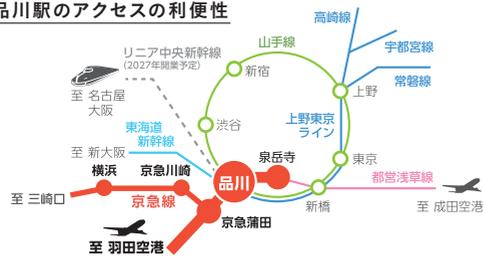 品川駅のアクセスの利便性
高崎線
宇都宮線
常磐線
リニア中央新幹線
(2027年開業予定)
山手線
新宿
上野
至 名古屋
大阪
渋谷
上野東京
ライン
東海道
新幹線
至 新大阪
泉岳寺
東京
横浜
京急川崎
品川
都営浅草線
至 三崎口
京急線
新橋
至 成田空港
京急蒲田
至 羽田空港